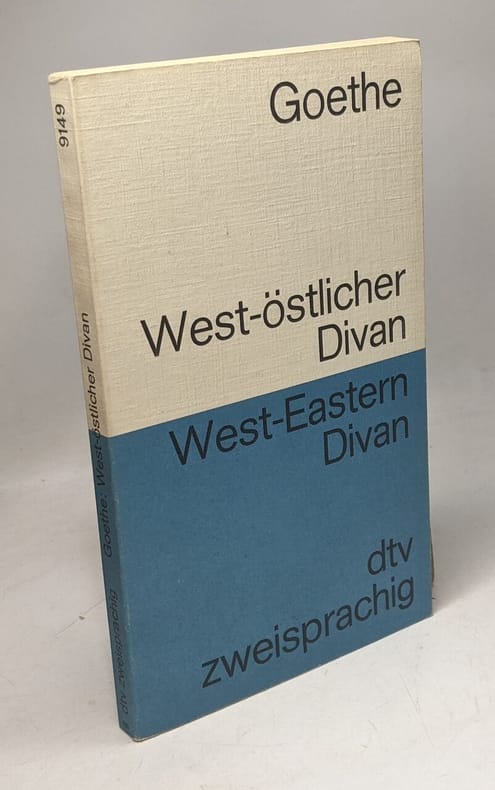 Goethe
West-östlicher
Divan
West-Eastern
Divan
dtv
zweisprachig
9149
Goethe: West-östlicher Divan
dtv zweisprachig